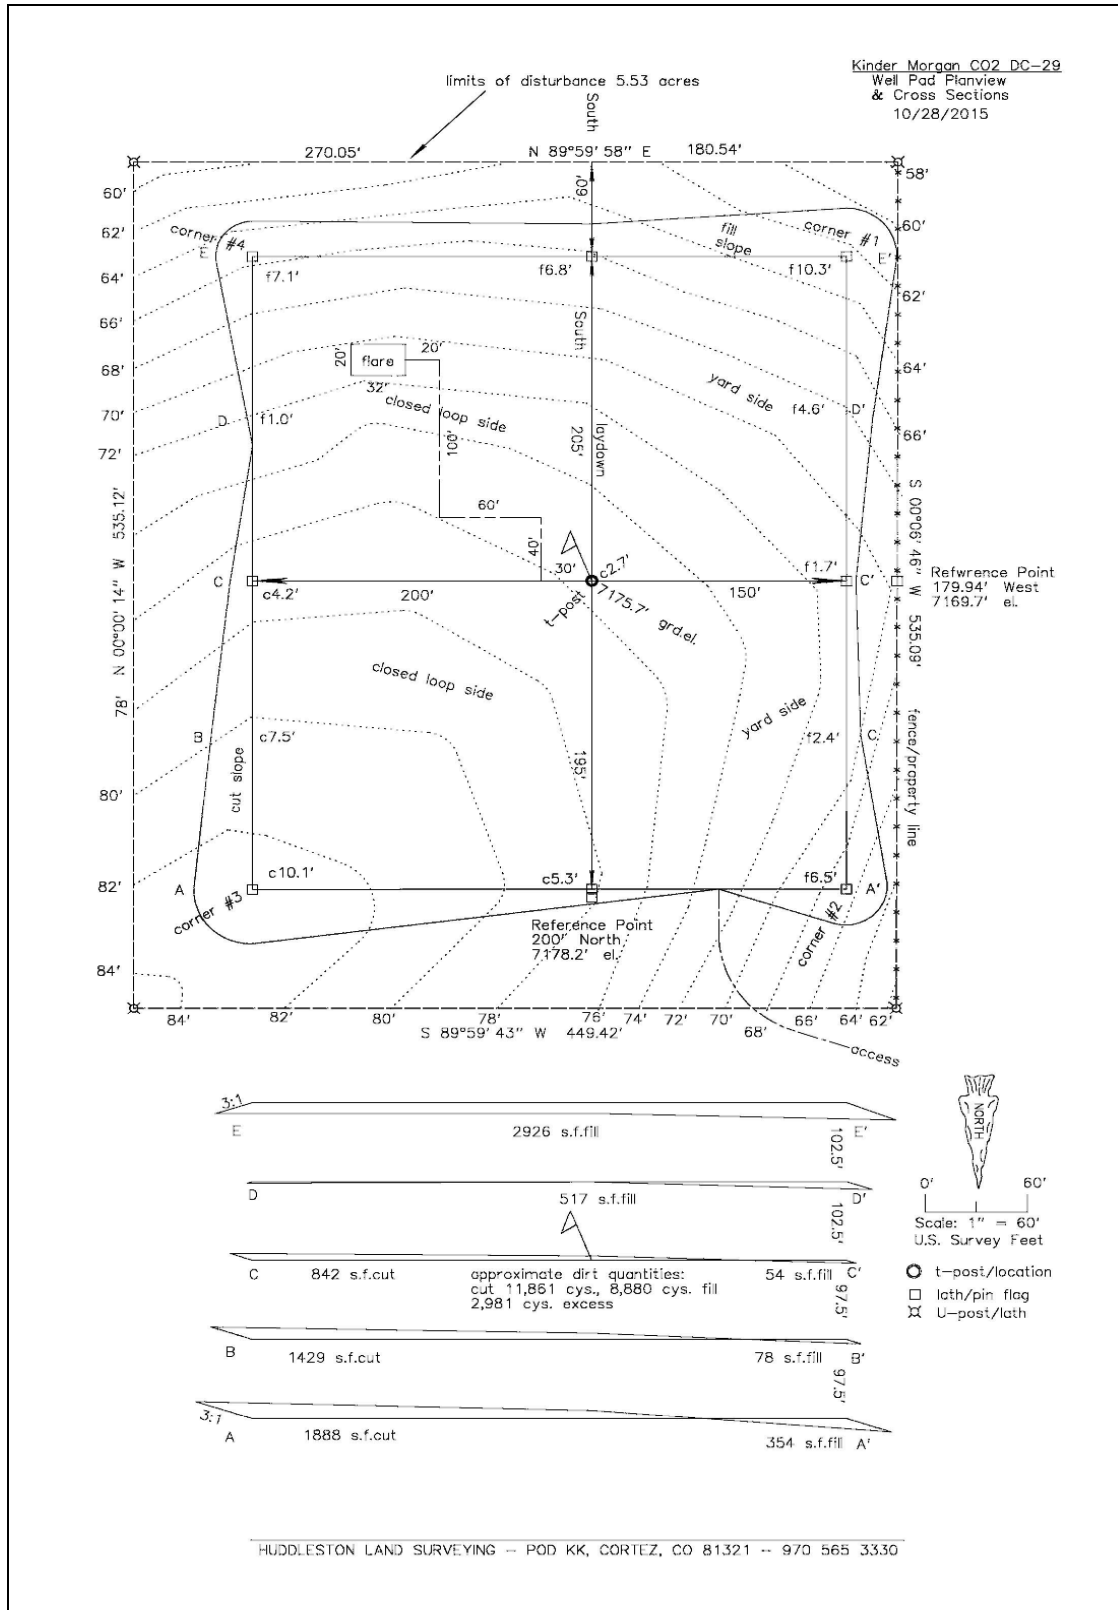 Kinder Morgan CO2 DC-29
Well Pad Planview
& Cross Sections
10/28/2015
limits of disturbance 5.53 acres
South
270.05'
N 89°59' 58" E
180.54'
60'
62'
64'
66'
68'
70'
72'
N 00°00' 14" W 535.12'
78'
80'
82'
84'
58'
60'
62'
64'
66'
S 00°06' 46" W 535.09'
fence/property line
60'
corner #4
fill
slope
corner #1
E
E'
f7.1'
f6.8'
f10.3'
South
20'
flare
20'
32'
closed loop side
100'
laydown
205'
yard side
D
f1.0'
f4.6'
D'
60'
40'
30'
c2.7'
f1.7'
C
c4.2'
200'
t-post
7175.7' grd.el.
150'
C'
Refwrence Point
179.94' West
7169.7' el.
closed loop side
yard side
B
c7.5'
cut slope
195'
f2.4'
C
A
c10.1'
c5.3'
f6.5'
A'
corner #3
corner #2
Reference Point
200" North
7178.2' el.
84'
82'
80'
78'
76'
74'
72'
70'
68'
66'
64'
62'
S 89°59' 43" W 449.42'
access
3:1
E
2926 s.f.fill
E'
102.5'
D
517 s.f.fill
D'
102.5'
C
842 s.f.cut
approximate dirt quantities:
cut 11,861 cys., 8,880 cys. fill
2,981 cys. excess
54 s.f.fill
C'
97.5'
B
1429 s.f.cut
78 s.f.fill
B'
97.5'
3:1
A
1888 s.f.cut
354 s.f.fill
A'
NORTH
0'
60'
Scale: 1" = 60'
U.S. Survey Feet
t-post/location
lath/pin flag
U-post/lath
HUDDLESTON LAND SURVEYING - POD KK, CORTEZ, CO 81321 -- 970 565 3330